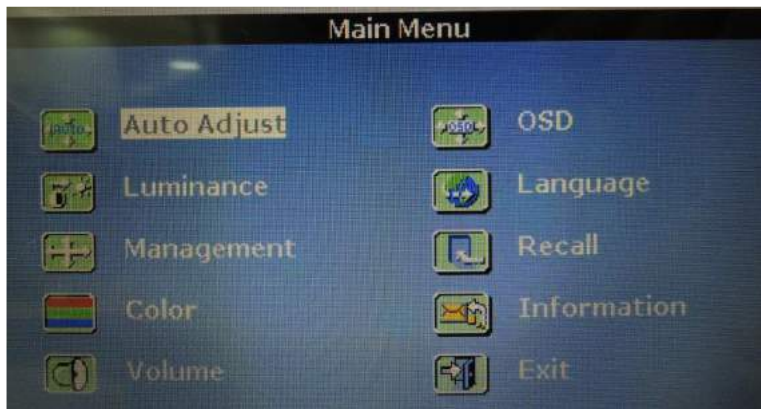 Main Menu
Auto Adjust
OSD
Luminance
Language
Management
Recall
Color
Information
Volume
Exit